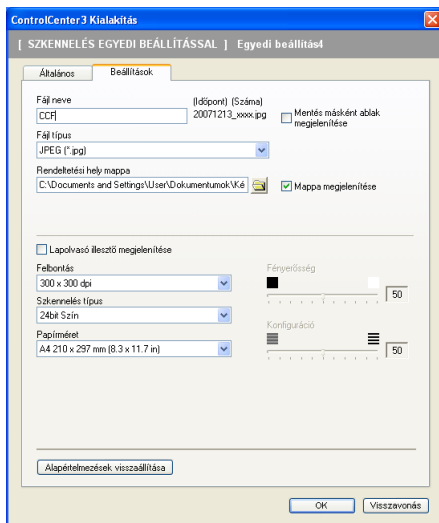 ControlCenter3 Kialakítás
[ SZKENNELÉS EGYEDI BEÁLLÍTÁSSAL ] Egyedi beállítás4
Általános Beállítások
Fájl neve (Időpont) (Száma)
CCF 20071213_xxxx.jpg Mentés másként ablak megjelenítése
Fájl típus
JPEG (*.jpg)
Rendeltetési hely mappa
C:\Documents and Settings\User\Dokumentumok\Ké Mappa megjelenítése
Lapolvasó illesztő megjelenítése
Felbontás Fényerősség
300 x 300 dpi 50
Szkennelés típus
24bit Szín
Papírméret Konfiguráció
A4 210 x 297 mm (8.3 x 11.7 in) 50
Alapértelmezések visszaállítása
OK Visszavonás